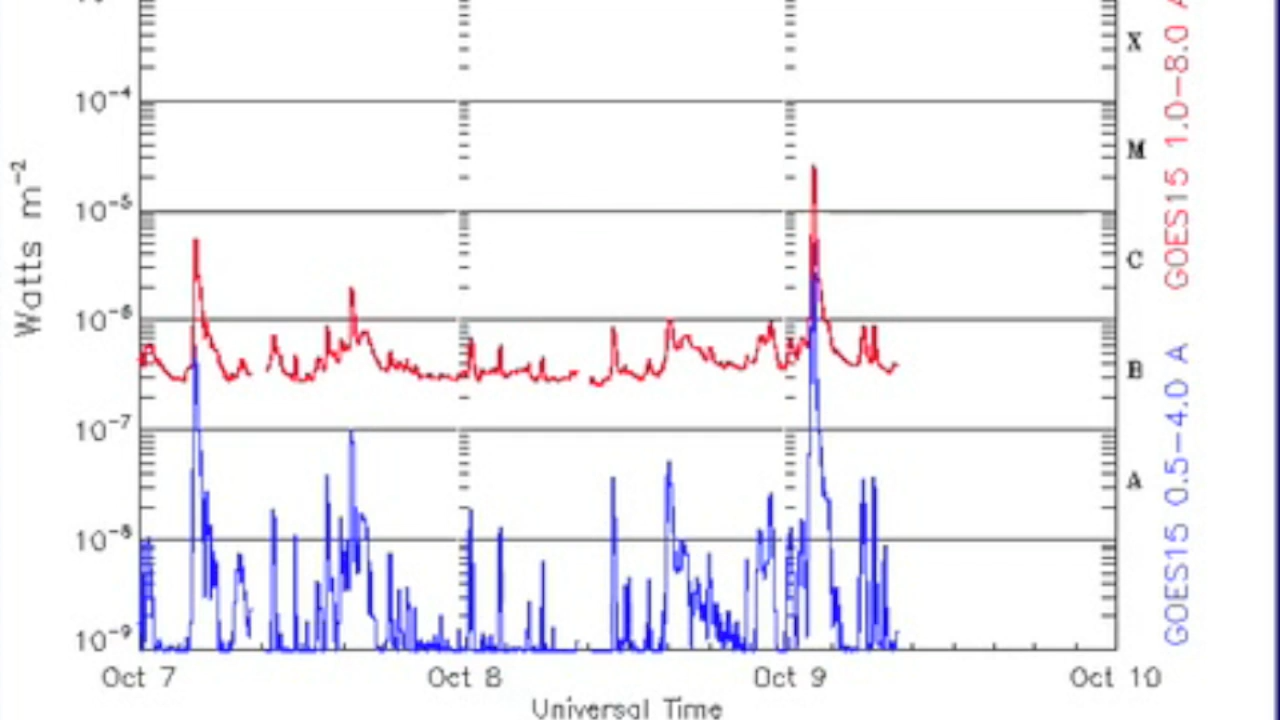 X
10⁻⁴
M
10⁻⁵
C
10⁻⁶
B
10⁻⁷
A
10⁻⁸
10⁻⁹
Oct 7 Oct 8 Oct 9 Oct 10
Universal Time
Watts m⁻²
GOES15 1.0-8.0
GOES15 0.5-4.0 A